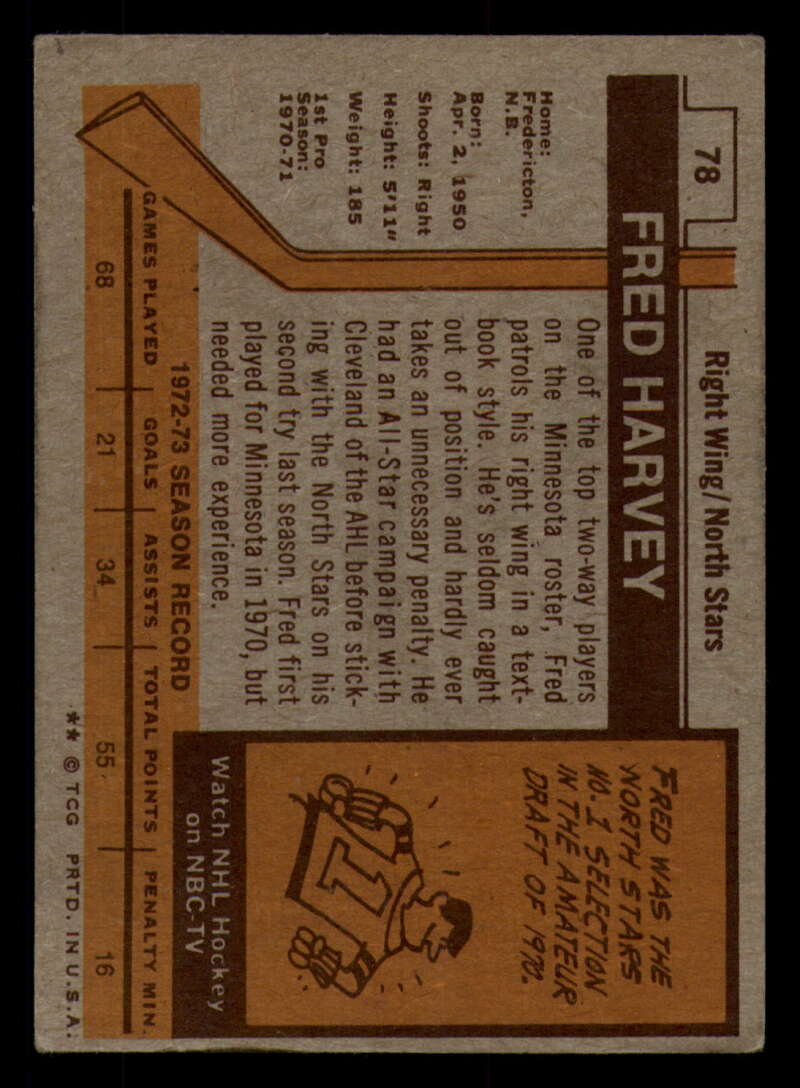 78
Right Wing/North Stars
FRED HARVEY
Home:
Fredericton,
N.B.
Born:
Apr. 2, 1950
Shoots: Right
Height: 5'11"
Weight: 185
1st Pro
Season:
1970-71
One of the top two-way players
on the Minnesota roster, Fred
patrols his right wing in a text-
book style. He's seldom caught
out of position and hardly ever
takes an unnecessary penalty. He
had an All-Star campaign with
Cleveland of the AHL before stick-
ing with the North Stars on his
second try last season. Fred first
played for Minnesota in 1970, but
needed more experience.
FRED WAS THE
NORTH STARS
NO. 1 SELECTION
IN THE AMATEUR
DRAFT OF 1970.
1
Watch NHL Hockey
on NBC-TV
1972-73 SEASON RECORD
GAMES PLAYED GOALS ASSISTS TOTAL POINTS PENALTY MIN.
68 21 34 55 16
** © TCG PRTD. IN U.S.A.